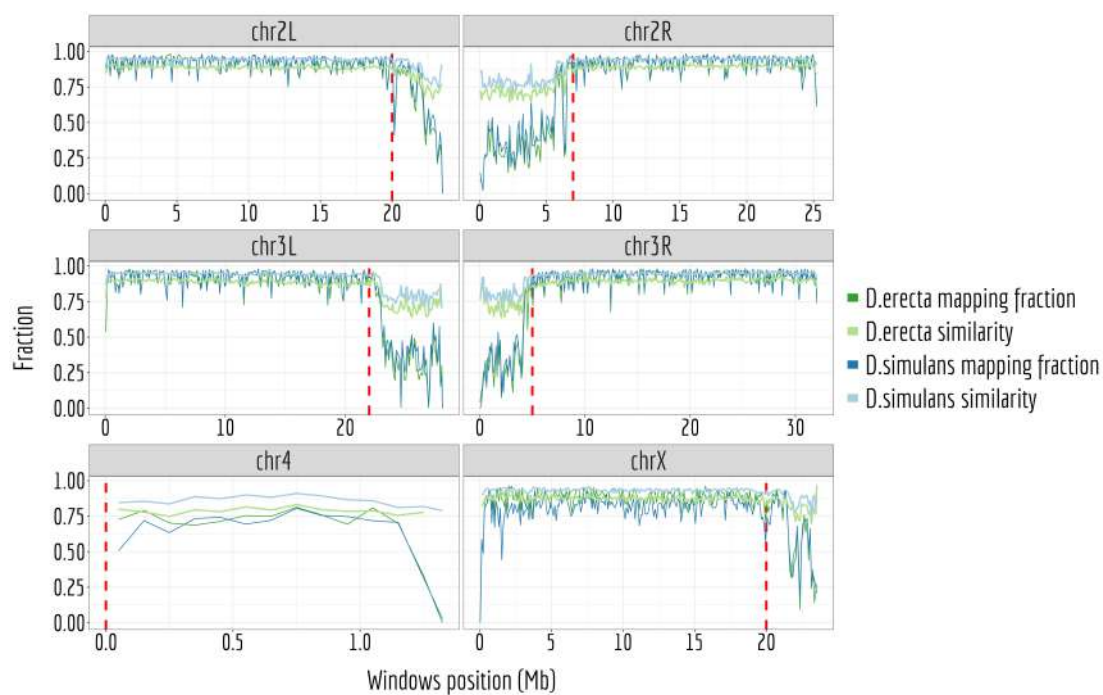 chr2L
chr2R
1.00
0.75
0.50
0.25
0.00
0 5 10 15 20
0 5 10 15 20 25
chr3L
chr3R
1.00
0.75
0.50
0.25
0.00
0 10 20
0 10 20 30
chr4
chrX
1.00
0.75
0.50
0.25
0.00
0.0 0.5 1.0
0 5 10 15 20
Fraction
Windows position (Mb)
D.erecta mapping fraction
D.erecta similarity
D.simulans mapping fraction
D.simulans similarity